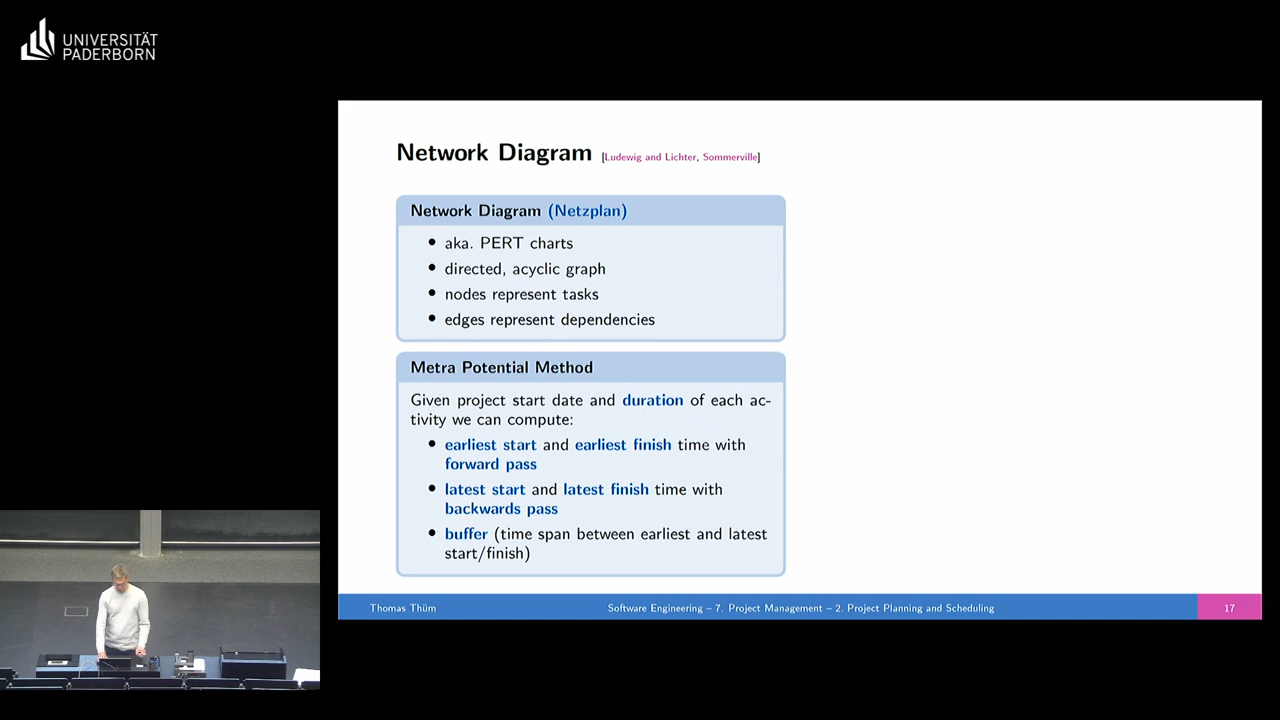 UNIVERSITÄT
PADERBORN
Network Diagram [Ludewig and Lichter, Sommerville]
Network Diagram (Netzplan)
• aka. PERT charts
• directed, acyclic graph
• nodes represent tasks
• edges represent dependencies
Metra Potential Method
Given project start date and duration of each ac-
tivity we can compute:
• earliest start and earliest finish time with
forward pass
• latest start and latest finish time with
backwards pass
• buffer (time span between earliest and latest
start/finish)
Thomas Thüm
Software Engineering – 7. Project Management – 2. Project Planning and Scheduling
17